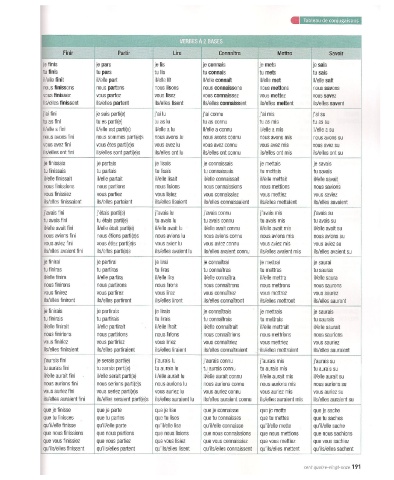 Tableau de conjugaisons
VERBES À 2 BASES
Finir Partir Lire Connaître Mettre Savoir
je finis je pars je lis je connais je mets je sais
tu finis tu pars tu lis tu connais tu mets tu sais
il/elle finit il/elle part il/elle lit il/elle connaît il/elle met il/elle sait
nous finissons nous partons nous lisons nous connaissons nous mettons nous savons
vous finissez vous partez vous lisez vous connaissez vous mettez vous savez
ils/elles finissent ils/elles partent ils/elles lisent ils/elles connaissent ils/elles mettent ils/elles savent
j'ai fini je suis parti(e) j'ai lu j'ai connu j'ai mis j'ai su
tu as fini tu es parti(e) tu as lu tu as connu tu as mis tu as su
il/elle a fini il/elle est parti(e) il/elle a lu il/elle a connu il/elle a mis il/elle a su
nous avons fini nous sommes parti(e)s nous avons lu nous avons connu nous avons mis nous avons su
vous avez fini vous êtes parti(e)s vous avez lu vous avez connu vous avez mis vous avez su
ils/elles ont fini ils/elles sont parti(e)s ils/elles ont lu ils/elles ont connu ils/elles ont mis ils/elles ont su
je finissais je partais je lisais je connaissais je mettais je savais
tu finissais tu partais tu lisais tu connaissais tu mettais tu savais
il/elle finissait il/elle partait il/elle lisait il/elle connaissait il/elle mettait il/elle savait
nous finissions nous partions nous lisions nous connaissions nous mettions nous savions
vous finissiez vous partiez vous lisiez vous connaissiez vous mettiez vous saviez
ils/elles finissaient ils/elles partaient ils/elles lisaient ils/elles connaissaient ils/elles mettaient ils/elles savaient
j'avais fini j'étais parti(e) j'avais lu j'avais connu j'avais mis j'avais su
tu avais fini tu étais parti(e) tu avais lu tu avais connu tu avais mis tu avais su
il/elle avait fini il/elle était parti(e) il/elle avait lu il/elle avait connu il/elle avait mis il/elle avait su
nous avions fini nous étions parti(e)s nous avions lu nous avions connu nous avions mis nous avions su
vous aviez fini vous étiez parti(e)s vous aviez lu vous aviez connu vous aviez mis vous aviez su
ils/elles avaient fini ils/elles étaient parti(e)s ils/elles avaient lu ils/elles avaient connu ils/elles avaient mis ils/elles avaient su
je finirai je partirai je lirai je connaîtrai je mettrai je saurai
tu finiras tu partiras tu liras tu connaîtras tu mettras tu sauras
il/elle finira il/elle partira il/elle lira il/elle connaîtra il/elle mettra il/elle saura
nous finirons nous partirons nous lirons nous connaîtrons nous mettrons nous saurons
vous finirez vous partirez vous lirez vous connaîtrez vous mettrez vous saurez
ils/elles finiront ils/elles partiront ils/elles liront ils/elles connaîtront ils/elles mettront ils/elles sauront
je finirais je partirais je lirais je connaîtrais je mettrais je saurais
tu finirais tu partirais tu lirais tu connaîtrais tu mettrais tu saurais
il/elle finirait il/elle partirait il/elle lirait il/elle connaîtrait il/elle mettrait il/elle saurait
nous finirions nous partirions nous lirions nous connaîtrions nous mettrions nous saurions
vous finiriez vous partiriez vous liriez vous connaîtriez vous mettriez vous sauriez
ils/elles finiraient ils/elles partiraient ils/elles liraient ils/elles connaîtraient ils/elles mettraient ils/elles sauraient
j'aurais fini je serais parti(e) j'aurais lu j'aurais connu j'aurais mis j'aurais su
tu aurais fini tu serais parti(e) tu aurais lu tu aurais connu tu aurais mis tu aurais su
il/elle aurait fini il/elle serait parti(e) il/elle aurait lu il/elle aurait connu il/elle aurait mis il/elle aurait su
nous aurions fini nous serions parti(e)s nous aurions lu nous aurions connu nous aurions mis nous aurions su
vous auriez fini vous seriez parti(e)s vous auriez lu vous auriez connu vous auriez mis vous auriez su
ils/elles auraient fini ils/elles seraient parti(e)s ils/elles auraient lu ils/elles auraient connu ils/elles auraient mis ils/elles auraient su
que je finisse que je parte que je lise que je connaisse que je mette que je sache
que tu finisses que tu partes que tu lises que tu connaisses que tu mettes que tu saches
qu'il/elle finisse qu'il/elle parte qu'il/elle lise qu'il/elle connaisse qu'il/elle mette qu'il/elle sache
que nous finissions que nous partions que nous lisions que nous connaissions que nous mettions que nous sachions
que vous finissiez que vous partiez que vous lisiez que vous connaissiez que vous mettiez que vous sachiez
qu'ils/elles finissent qu'ils/elles partent qu'ils/elles lisent qu'ils/elles connaissent qu'ils/elles mettent qu'ils/elles sachent
cent quatre-vingt-onze 191